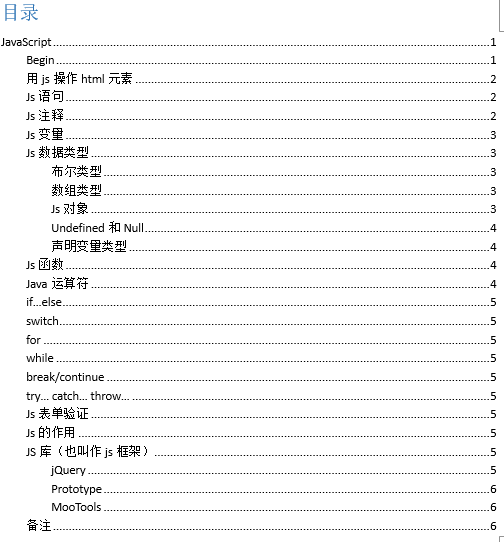 目录
JavaScript 1
Begin 1
用 js 操作 html 元素 2
Js 语句 2
Js 注释 2
Js 变量 3
Js 数据类型 3
布尔类型 3
数组类型 3
Js 对象 3
Undefined 和 Null 4
声明变量类型 4
Js 函数 4
Java 运算符 4
if…else 5
switch 5
for 5
while 5
break/continue 5
try… catch… throw… 5
Js 表单验证 5
Js 的作用 5
JS 库（也叫作 js 框架） 5
jQuery 5
Prototype 6
MooTools 6
备注 6